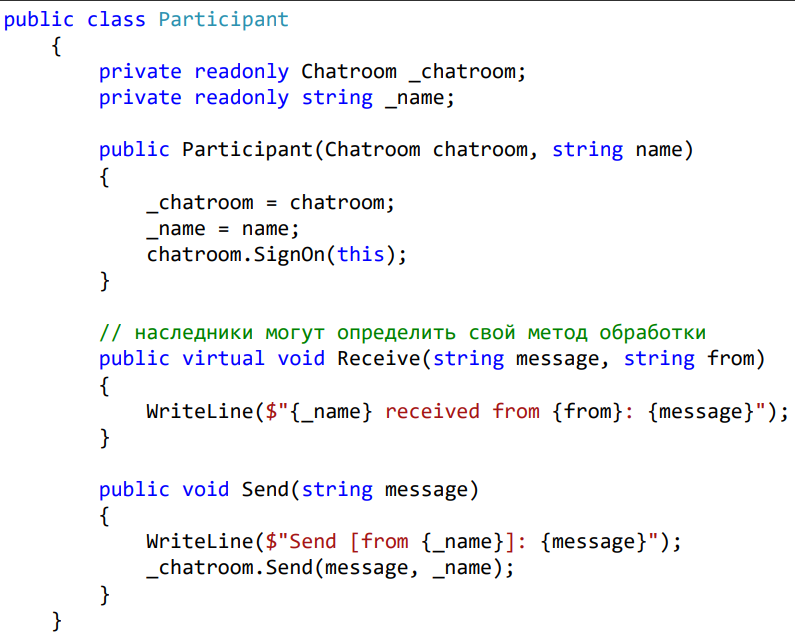 public class Participant
{
private readonly Chatroom _chatroom;
private readonly string _name;
public Participant(Chatroom chatroom, string name)
{
_chatroom = chatroom;
_name = name;
chatroom.SignOn(this);
}
// наследники могут определить свой метод обработки
public virtual void Receive(string message, string from)
{
WriteLine($"{_name} received from {from}: {message}");
}
public void Send(string message)
{
WriteLine($"Send [from {_name}]: {message}");
_chatroom.Send(message, _name);
}
}